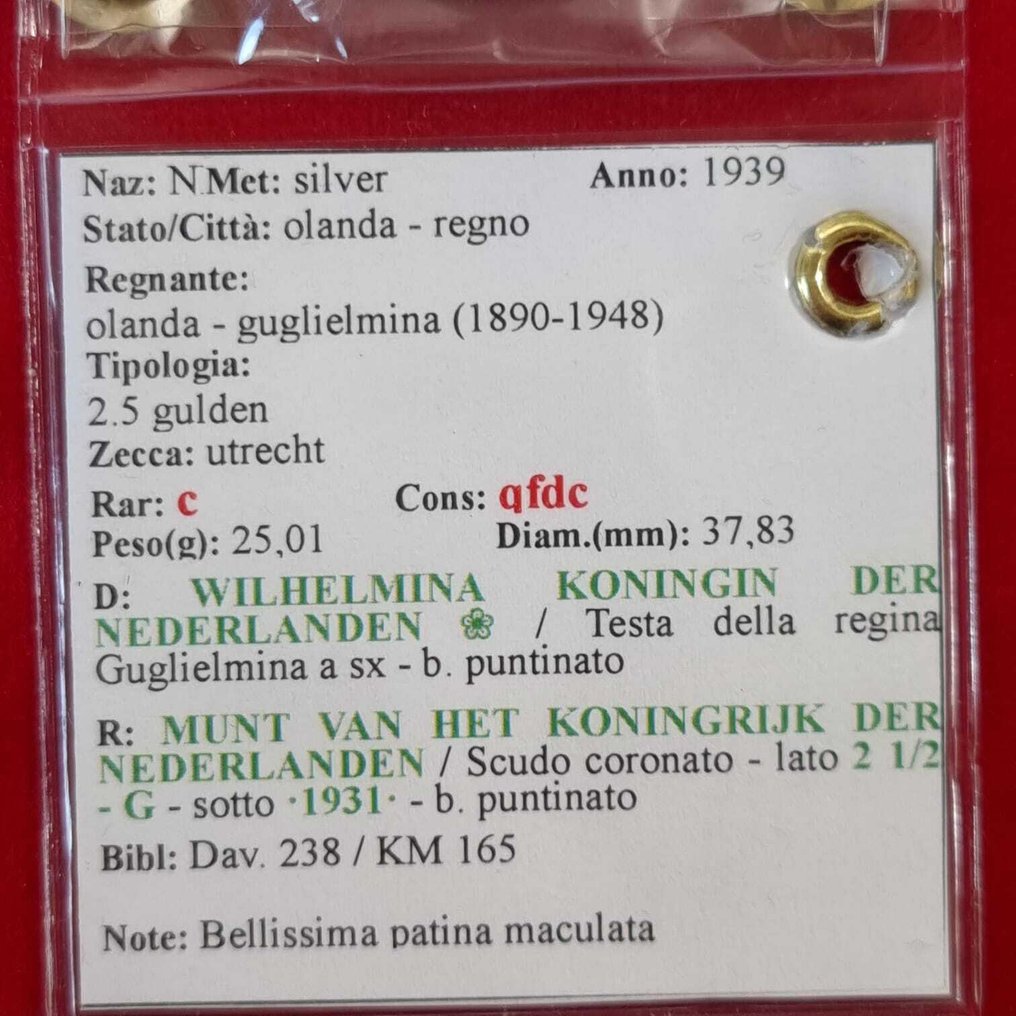 Naz: N Met: silver Anno: 1939
Stato/Città: olanda - regno
Regnante:
olanda - guglielmina (1890-1948)
Tipologia:
2.5 gulden
Zecca: utrecht
Rar: c Cons: qfdc
Peso(g): 25,01 Diam.(mm): 37,83
D: WILHELMINA KONINGIN DER
NEDERLANDEN ❀ / Testa della regina
Guglielmina a sx - b. puntinato
R: MUNT VAN HET KONINGRIJK DER
NEDERLANDEN / Scudo coronato - lato 2 1/2
- G - sotto ·1931· - b. puntinato
Bibl: Dav. 238 / KM 165
Note: Bellissima patina maculata